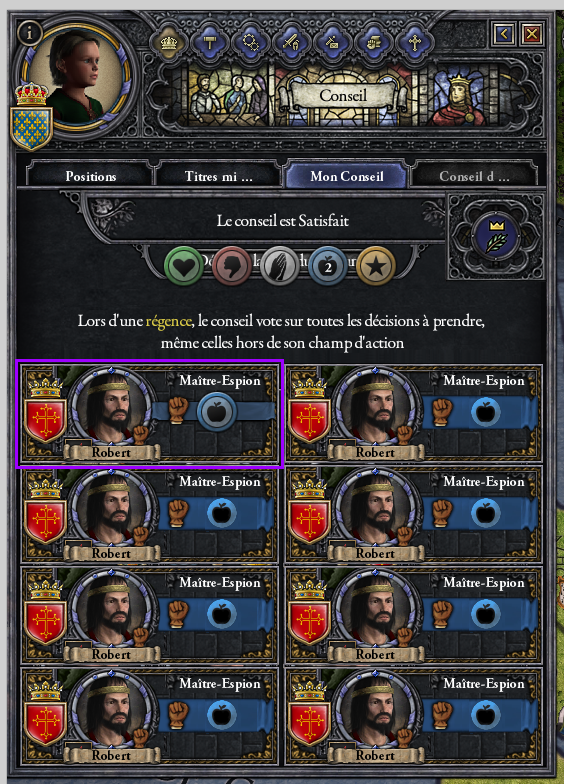 i
Conseil
Positions
Titres mi ...
Mon Conseil
Conseil d ...
Le conseil est Satisfait
2
Lors d'une régence, le conseil vote sur toutes les décisions à prendre,
même celles hors de son champ d'action
Maître-Espion
Robert
Maître-Espion
Robert
Maître-Espion
Robert
Maître-Espion
Robert
Maître-Espion
Robert
Maître-Espion
Robert
Maître-Espion
Robert
Maître-Espion
Robert